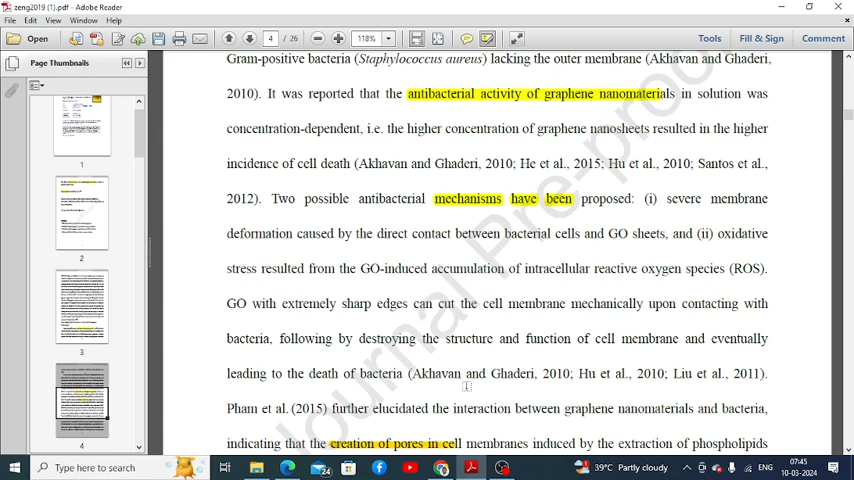 zeng2019 (1).pdf - Adobe Reader
File Edit View Window Help
Open 4 / 26 118% Tools Fill & Sign Comment
Page Thumbnails
1
2
3
4
Gram-positive bacteria (Staphylococcus aureus) lacking the outer membrane (Akhavan and Ghaderi,
2010). It was reported that the antibacterial activity of graphene nanomaterials in solution was
concentration-dependent, i.e. the higher concentration of graphene nanosheets resulted in the higher
incidence of cell death (Akhavan and Ghaderi, 2010; He et al., 2015; Hu et al., 2010; Santos et al.,
2012). Two possible antibacterial mechanisms have been proposed: (i) severe membrane
deformation caused by the direct contact between bacterial cells and GO sheets, and (ii) oxidative
stress resulted from the GO-induced accumulation of intracellular reactive oxygen species (ROS).
GO with extremely sharp edges can cut the cell membrane mechanically upon contacting with
bacteria, following by destroying the structure and function of cell membrane and eventually
leading to the death of bacteria (Akhavan and Ghaderi, 2010; Hu et al., 2010; Liu et al., 2011).
Pham et al. (2015) further elucidated the interaction between graphene nanomaterials and bacteria,
indicating that the creation of pores in cell membranes induced by the extraction of phospholipids
Journal Pre-proof
Type here to search
24
39°C Partly cloudy
ENG
07:45
10-03-2024